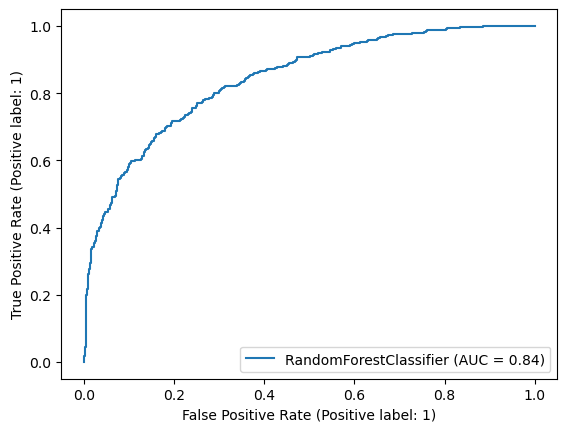 1.0
0.8
0.6
0.4
0.2
0.0
True Positive Rate (Positive label: 1)
RandomForestClassifier (AUC = 0.84)
0.0 0.2 0.4 0.6 0.8 1.0
False Positive Rate (Positive label: 1)